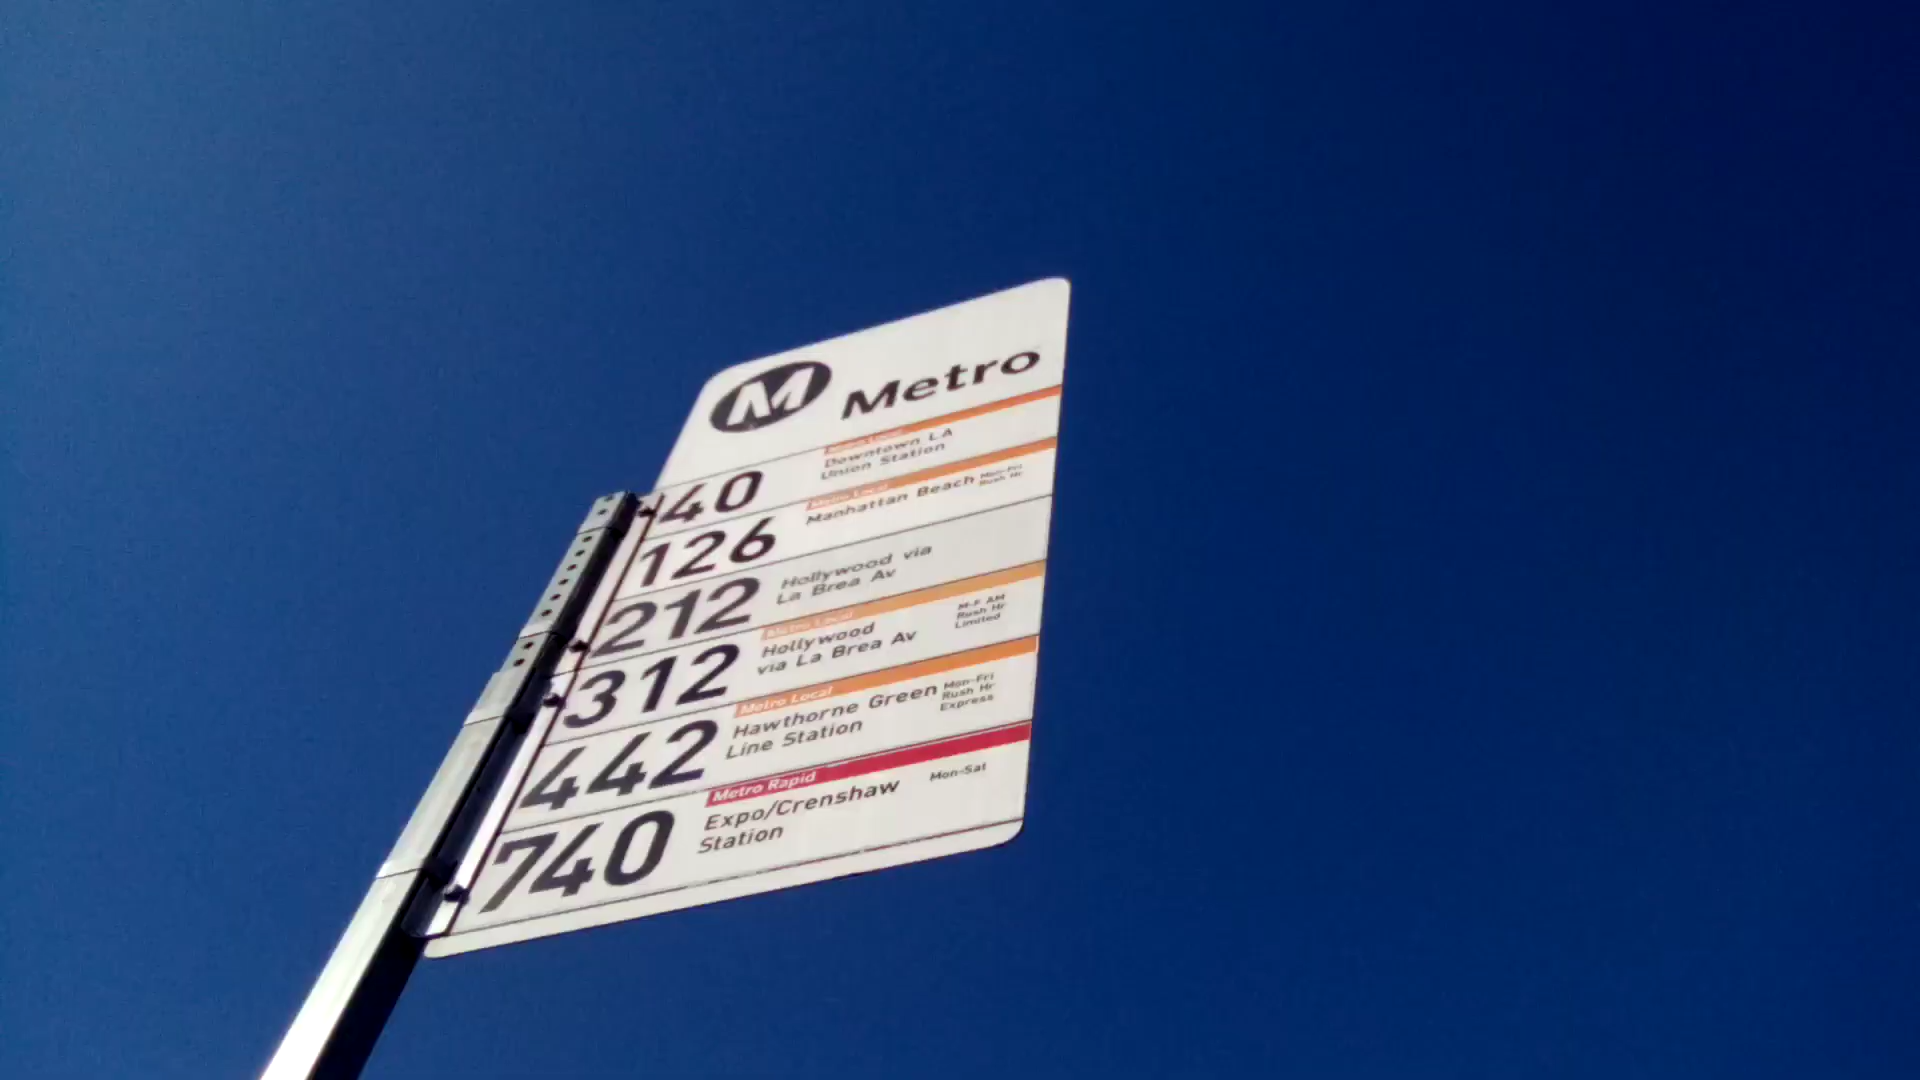 M Metro
Metro Local
40 Downtown LA
Union Station
Metro Local
126 Manhattan Beach Mon-Fri
Rush Hr
212 Hollywood via
La Brea Av
Metro Local
312 Hollywood M-F AM
via La Brea Av Rush Hr
Limited
Metro Local
442 Hawthorne Green Mon-Fri
Line Station Rush Hr
Express
Metro Rapid
740 Expo/Crenshaw Mon-Sat
Station